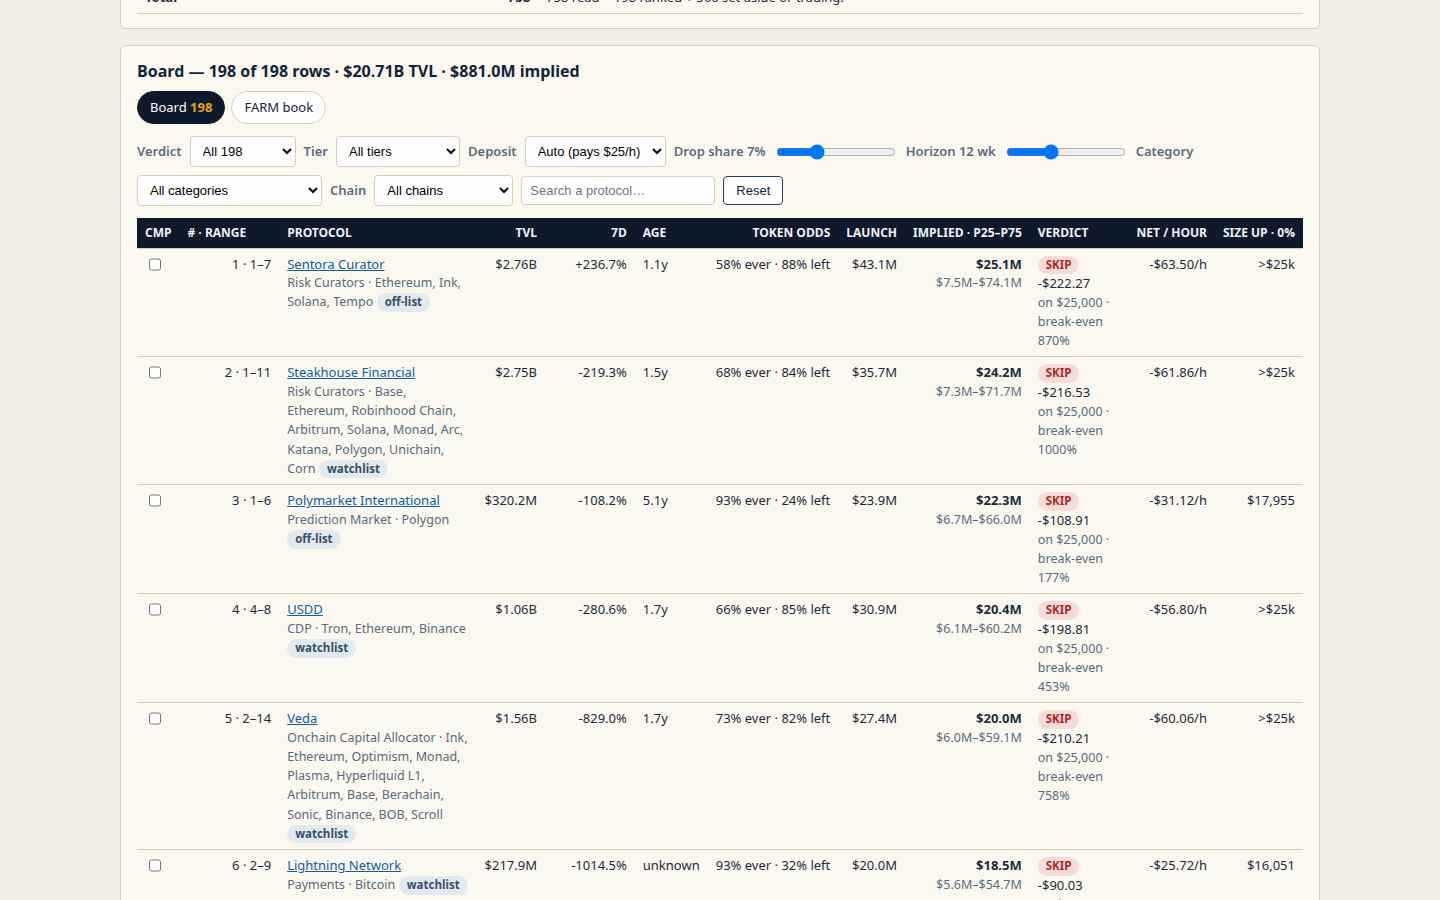 Board — 198 of 198 rows · $20.71B TVL · $881.0M implied
Board 198 FARM book
Verdict All 198 Tier All tiers Deposit Auto (pays $25/h) Drop share 7% Horizon 12 wk Category
All categories Chain All chains Search a protocol... Reset
CMP # · RANGE PROTOCOL TVL 7D AGE TOKEN ODDS LAUNCH IMPLIED · P25–P75 VERDICT NET / HOUR SIZE UP · 0%
1 · 1–7 Sentora Curator $2.76B +236.7% 1.1y 58% ever · 88% left $43.1M $25.1M SKIP -$63.50/h >$25k
Risk Curators · Ethereum, Ink, $7.5M–$74.1M -$222.27
Solana, Tempo off-list on $25,000 ·
break-even
870%
2 · 1–11 Steakhouse Financial $2.75B -219.3% 1.5y 68% ever · 84% left $35.7M $24.2M SKIP -$61.86/h >$25k
Risk Curators · Base, $7.3M–$71.7M -$216.53
Ethereum, Robinhood Chain, on $25,000 ·
Arbitrum, Solana, Monad, Arc, break-even
Katana, Polygon, Unichain, 1000%
Corn watchlist
3 · 1–6 Polymarket International $320.2M -108.2% 5.1y 93% ever · 24% left $23.9M $22.3M SKIP -$31.12/h $17,955
Prediction Market · Polygon $6.7M–$66.0M -$108.91
off-list on $25,000 ·
break-even
177%
4 · 4–8 USDD $1.06B -280.6% 1.7y 66% ever · 85% left $30.9M $20.4M SKIP -$56.80/h >$25k
CDP · Tron, Ethereum, Binance $6.1M–$60.2M -$198.81
watchlist on $25,000 ·
break-even
453%
5 · 2–14 Veda $1.56B -829.0% 1.7y 73% ever · 82% left $27.4M $20.0M SKIP -$60.06/h >$25k
Onchain Capital Allocator · Ink, $6.0M–$59.1M -$210.21
Ethereum, Optimism, Monad, on $25,000 ·
Plasma, Hyperliquid L1, break-even
Arbitrum, Base, Berachain, 758%
Sonic, Binance, BOB, Scroll
watchlist
6 · 2–9 Lightning Network $217.9M -1014.5% unknown 93% ever · 32% left $20.0M $18.5M SKIP -$25.72/h $16,051
Payments · Bitcoin watchlist $5.6M–$54.7M -$90.03